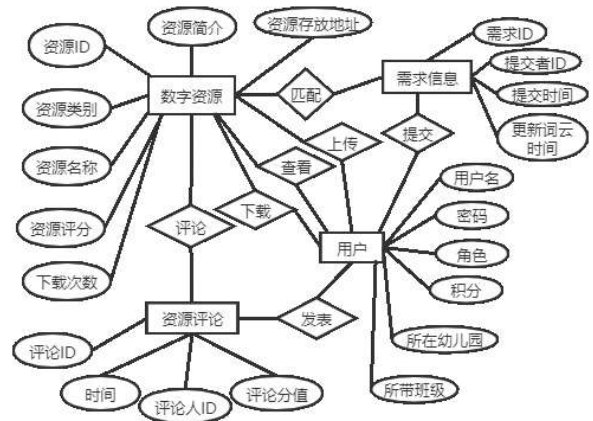 资源简介
资源存放地址
资源ID
需求ID
数字资源
匹配
需求信息
提交者ID
资源类别
提交时间
上传
提交
更新词云
时间
资源名称
查看
用户名
下载
密码
资源评分
评论
用户
角色
下载次数
积分
资源评论
发表
评论ID
所在幼儿园
时间
评论人ID
评论分值
所带班级